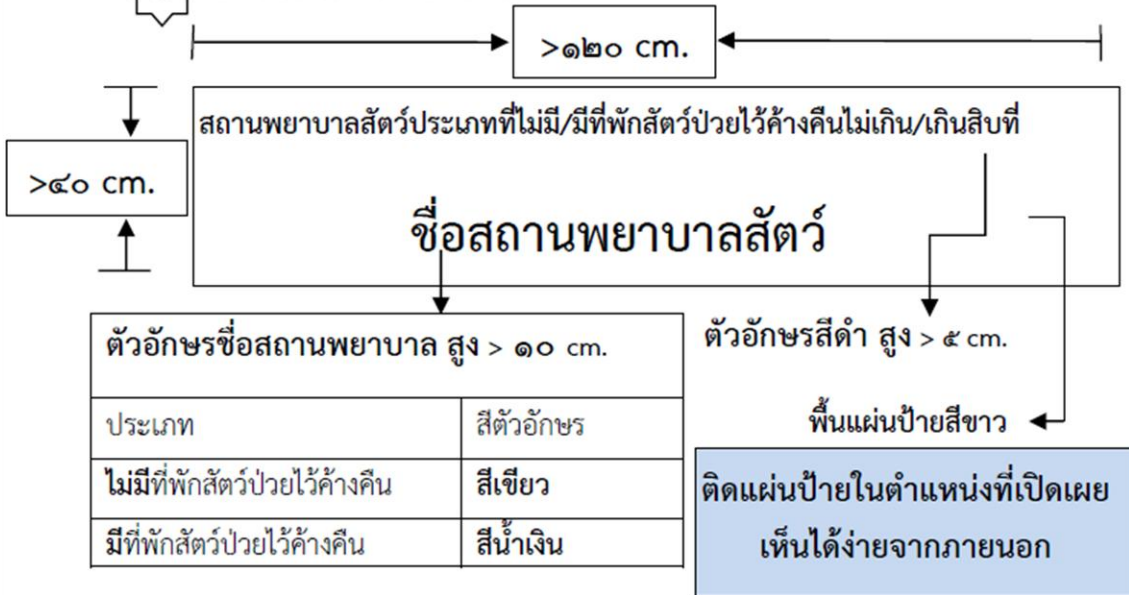 >๑๒๐ cm.
สถานพยาบาลสัตว์ประเภทที่ไม่มี/มีที่พักสัตว์ป่วยไว้ค้างคืนไม่เกิน/เกินสิบที่
>๔๐ cm.
ชื่อสถานพยาบาลสัตว์
ตัวอักษรชื่อสถานพยาบาล สูง > ๑๐ cm.
ประเภท สีตัวอักษร
ไม่มีที่พักสัตว์ป่วยไว้ค้างคืน สีเขียว
มีที่พักสัตว์ป่วยไว้ค้างคืน สีน้ำเงิน
ตัวอักษรสีดำ สูง > ๕ cm.
พื้นแผ่นป้ายสีขาว
ติดแผ่นป้ายในตำแหน่งที่เปิดเผย
เห็นได้ง่ายจากภายนอก